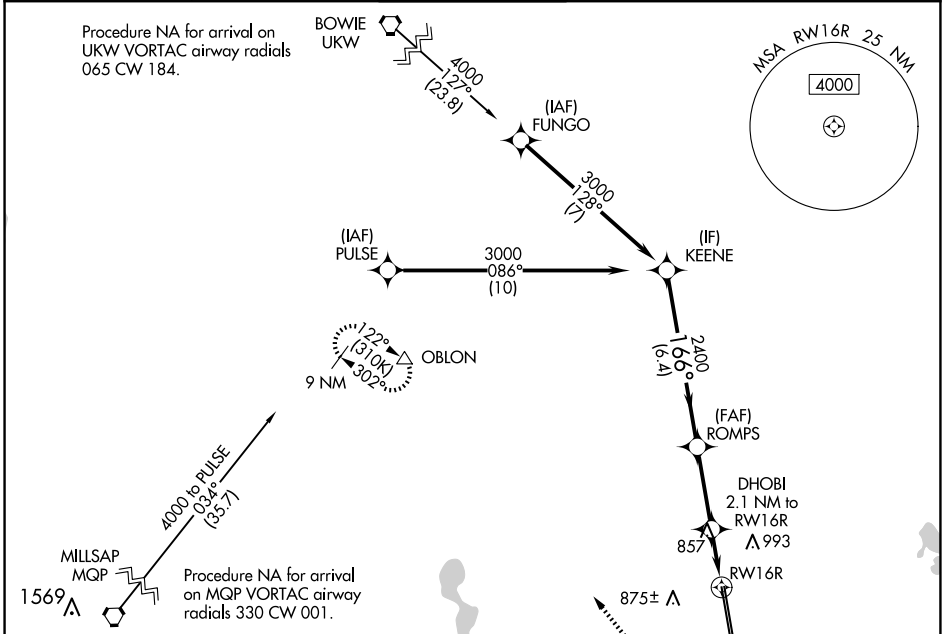 Procedure NA for arrival on
UKW VORTAC airway radials
065 CW 184.
BOWIE
UKW
4000
127°
(23.8)
(IAF)
FUNGO
MSA RW16R 25 NM
4000
3000
128°
(7)
(IAF)
PULSE
3000
086°
(10)
(IF)
KEENE
122°
(310K)
302°
OBLON
9 NM
2400
166°
(6.4)
(FAF)
ROMPS
4000 to PULSE
034°
(35.7)
DHOBI
2.1 NM to
RW16R
857
993
MILLSAP
MQP
1569
Procedure NA for arrival
on MQP VORTAC airway
radials 330 CW 001.
RW16R
875±